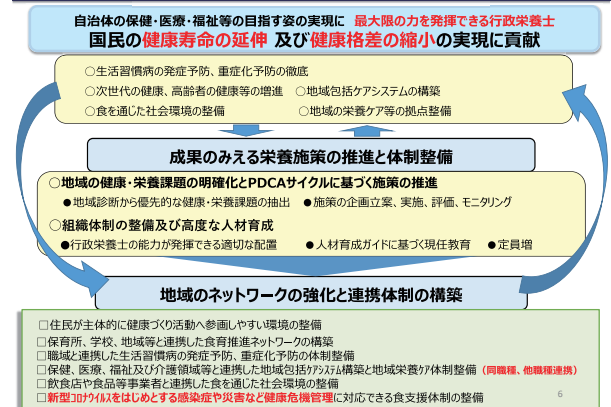 自治体の保健・医療・福祉等の目指す姿の実現に 最大限の力を発揮できる行政栄養士
国民の健康寿命の延伸 及び健康格差の縮小の実現に貢献
○生活習慣病の発症予防、重症化予防の徹底
○次世代の健康、高齢者の健康等の増進 ○地域包括ケアシステムの構築
○食を通じた社会環境の整備 ○地域の栄養ケア等の拠点整備
成果のみえる栄養施策の推進と体制整備
○地域の健康・栄養課題の明確化とPDCAサイクルに基づく施策の推進
●地域診断から優先的な健康・栄養課題の抽出 ●施策の企画立案、実施、評価、モニタリング
○組織体制の整備及び高度な人材育成
●行政栄養士の能力が発揮できる適切な配置 ●人材育成ガイドに基づく現任教育 ●定員増
地域のネットワークの強化と連携体制の構築
□住民が主体的に健康づくり活動へ参画しやすい環境の整備
□保育所、学校、地域等と連携した食育推進ネットワークの構築
□職域と連携した生活習慣病の発症予防、重症化予防の体制整備
□保健、医療、福祉及び介護領域等と連携した地域包括ケアシステム構築と地域栄養ケア体制整備（同職種、他職種連携）
□飲食店や食品等事業者と連携した食を通じた社会環境の整備
□新型コロナウイルスをはじめとする感染症や災害など健康危機管理に対応できる食支援体制の整備
6